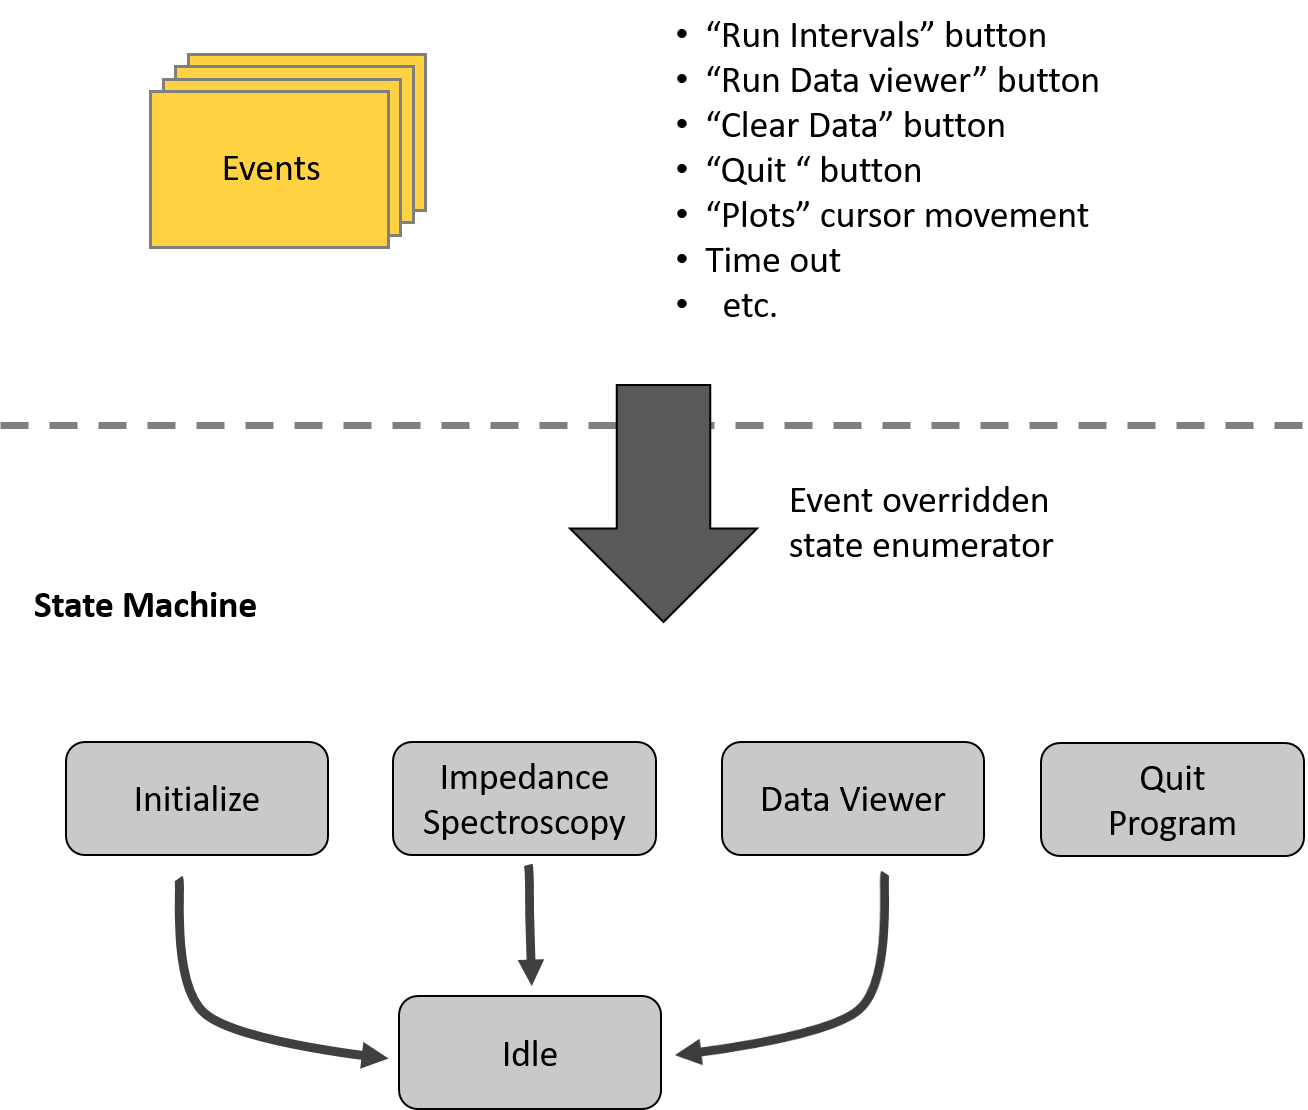 Events
• “Run Intervals” button
• “Run Data viewer” button
• “Clear Data” button
• “Quit “ button
• “Plots” cursor movement
• Time out
• etc.
Event overridden
state enumerator
State Machine
Initialize
Impedance
Spectroscopy
Data Viewer
Quit
Program
Idle